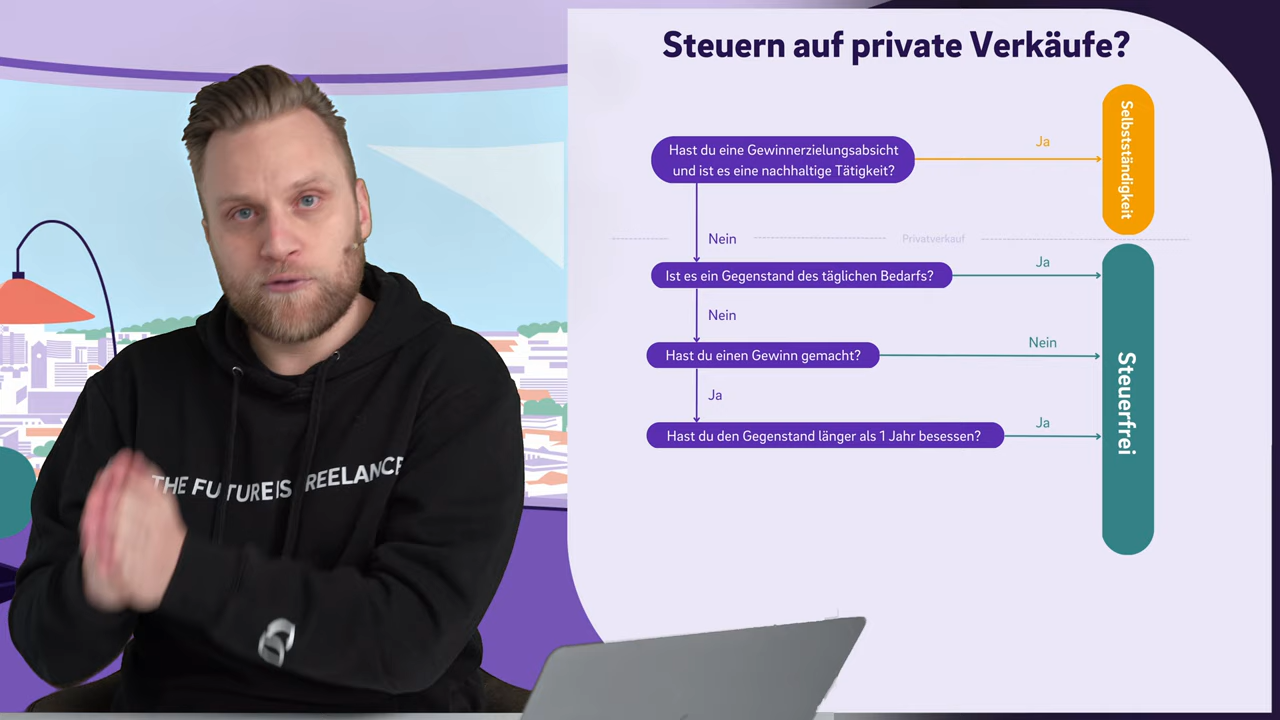 Steuern auf private Verkäufe?
Hast du eine Gewinnerzielungsabsicht
und ist es eine nachhaltige Tätigkeit?
Ja
Selbstständigkeit
Nein
Privatverkauf
Ist es ein Gegenstand des täglichen Bedarfs?
Ja
Nein
Hast du einen Gewinn gemacht?
Nein
Steuerfrei
Ja
Hast du den Gegenstand länger als 1 Jahr besessen?
Ja
THE FUTURE IS FREELANCE